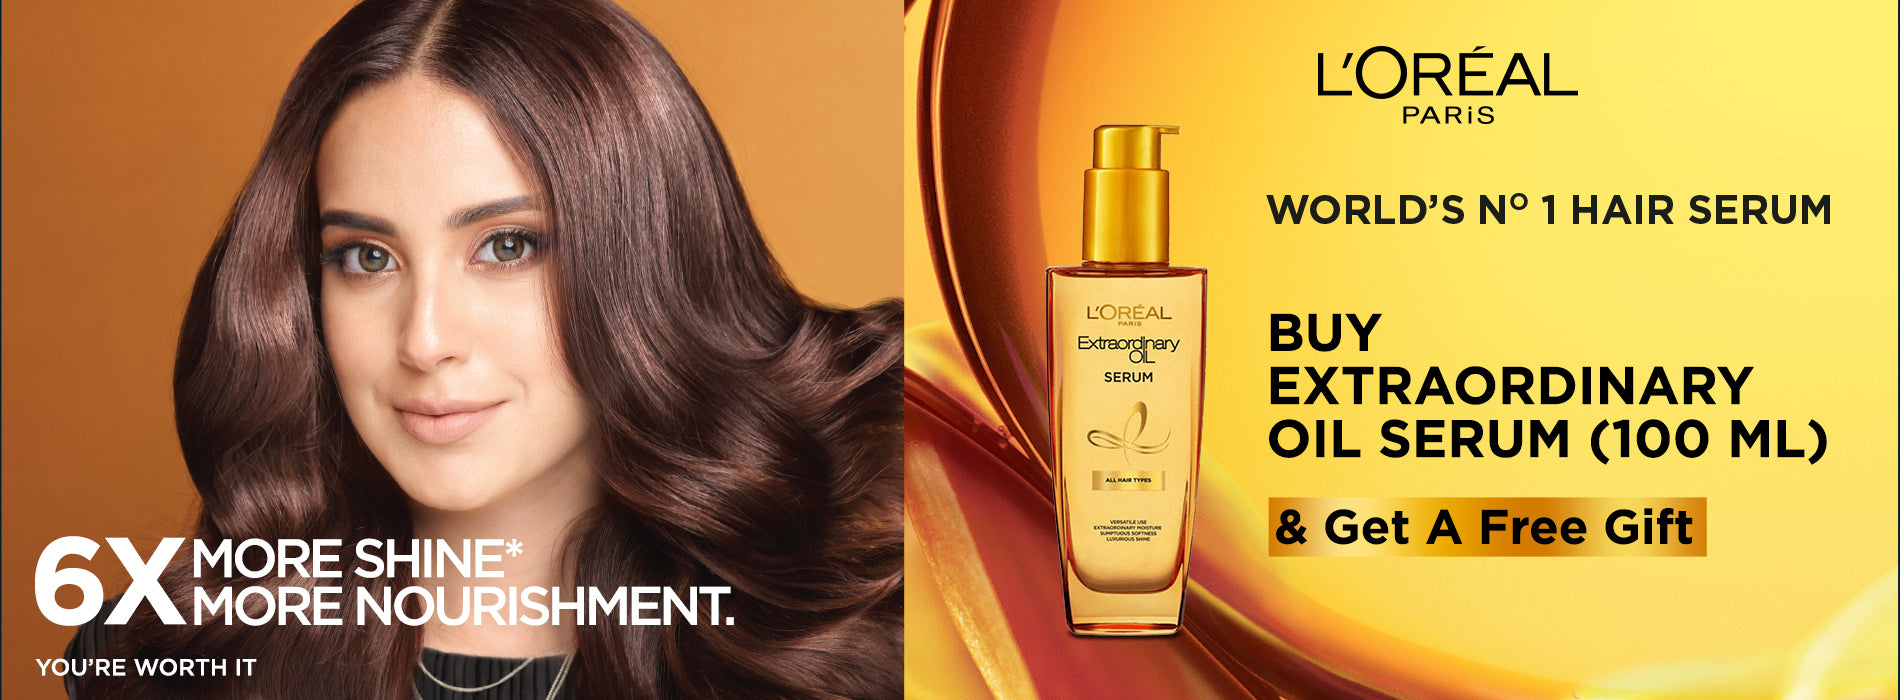 6X MORE SHINE*
MORE NOURISHMENT.
YOU'RE WORTH IT
L'ORÉAL
PARiS
WORLD'S Nº 1 HAIR SERUM
BUY
EXTRAORDINARY
OIL SERUM (100 ML)
& Get A Free Gift
L'ORÉAL
PARIS
Extraordinary
OIL
SERUM
ALL HAIR TYPES
VERSATILE USE
EXTRAORDINARY MOISTURE
SUMPTUOUS SOFTNESS
LUXURIOUS SHINE